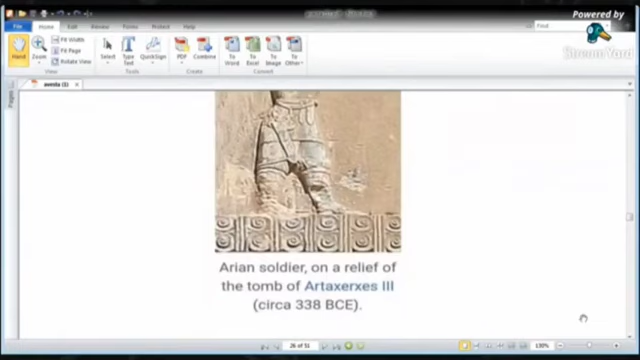 Powered by
StreamYard
File
Home
Edit
View
Forms
Protect
Help
Find
Hand
Zoom
Fit Width
Fit Page
Rotate View
View
Select
Type Text
QuickSign
Tools
PDF
Combine
Create
To Word
To Excel
To Image
To Other
Convert
Pages
avesta (1)
Arian soldier, on a relief of
the tomb of Artaxerxes III
(circa 338 BCE).
26 of 51
130%